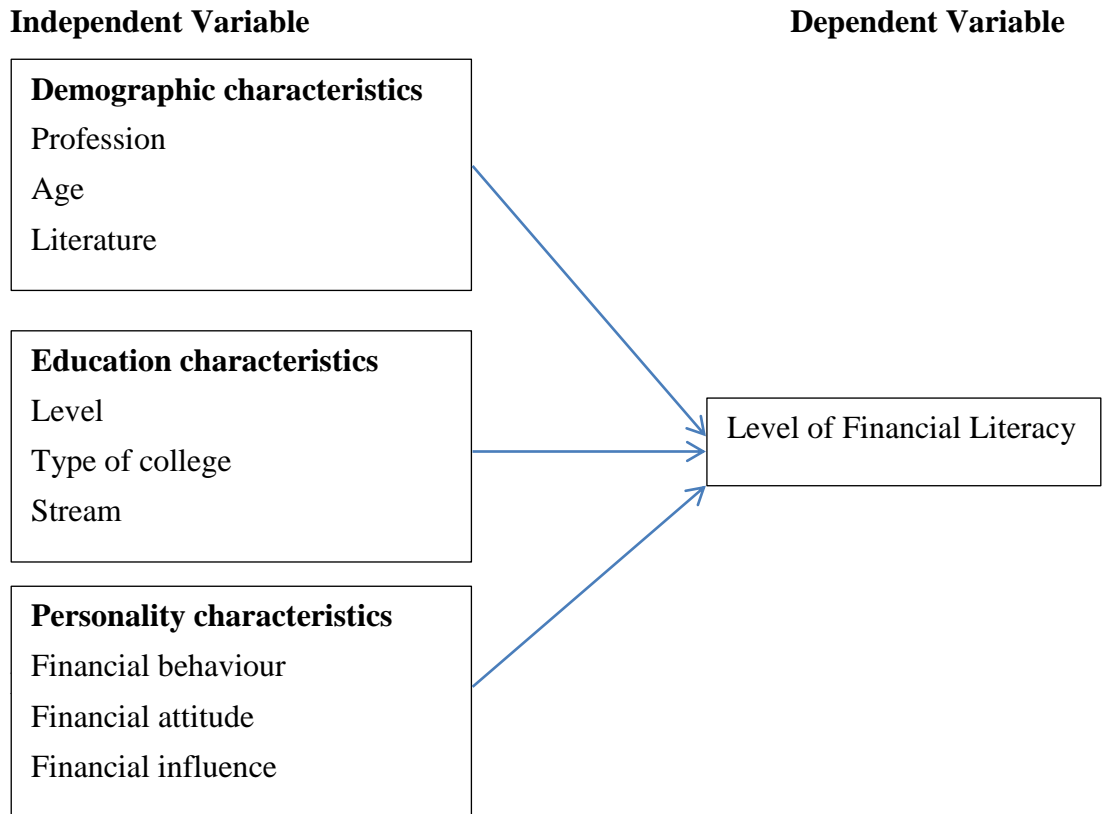 Independent Variable
Dependent Variable
Demographic characteristics
Profession
Age
Literature
Education characteristics
Level
Type of college
Stream
Level of Financial Literacy
Personality characteristics
Financial behaviour
Financial attitude
Financial influence